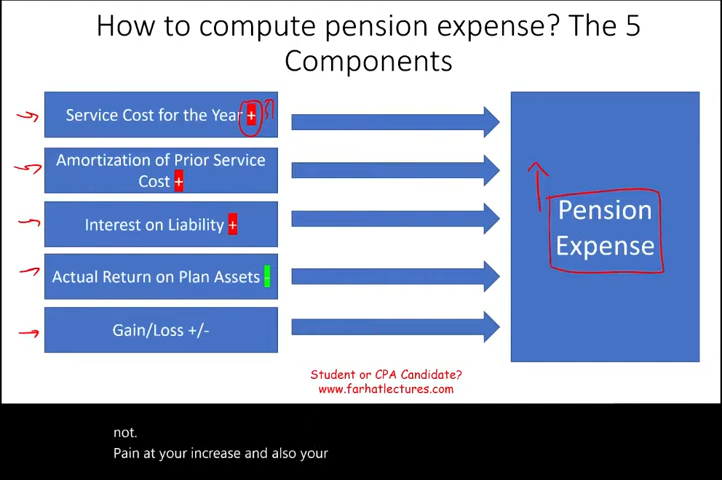 How to compute pension expense? The 5
Components
Service Cost for the Year +
Amortization of Prior Service
Cost +
Interest on Liability +
Actual Return on Plan Assets -
Gain/Loss +/-
Pension
Expense
Student or CPA Candidate?
www.farhatlectures.com
not.
Pain at your increase and also your